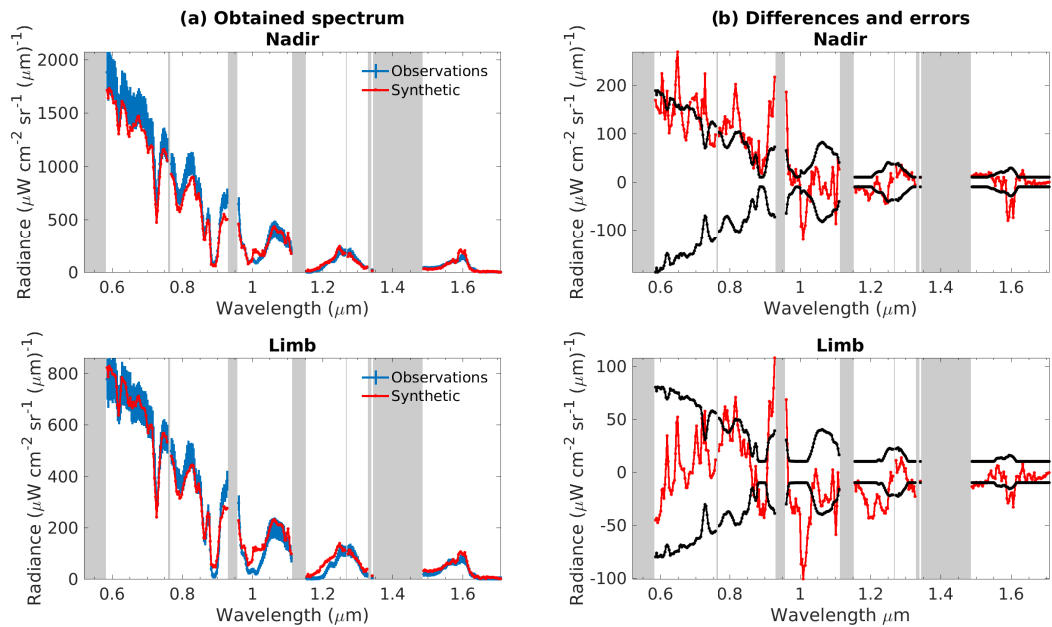 (a) Obtained spectrum
Nadir
Radiance (μW cm-2 sr-1 (μm)-1)
2000
1500
1000
500
0
Observations
Synthetic
0.6 0.8 1 1.2 1.4 1.6
Wavelength (μm)
(b) Differences and errors
Nadir
Radiance (μW cm-2 sr-1 (μm)-1)
200
100
0
-100
0.6 0.8 1 1.2 1.4 1.6
Wavelength (μm)
Limb
Radiance (μW cm-2 sr-1 (μm)-1)
800
600
400
200
0
Observations
Synthetic
0.6 0.8 1 1.2 1.4 1.6
Wavelength (μm)
Limb
Radiance (μW cm-2 sr-1 (μm)-1)
100
50
0
-50
-100
0.6 0.8 1 1.2 1.4 1.6
Wavelength μm